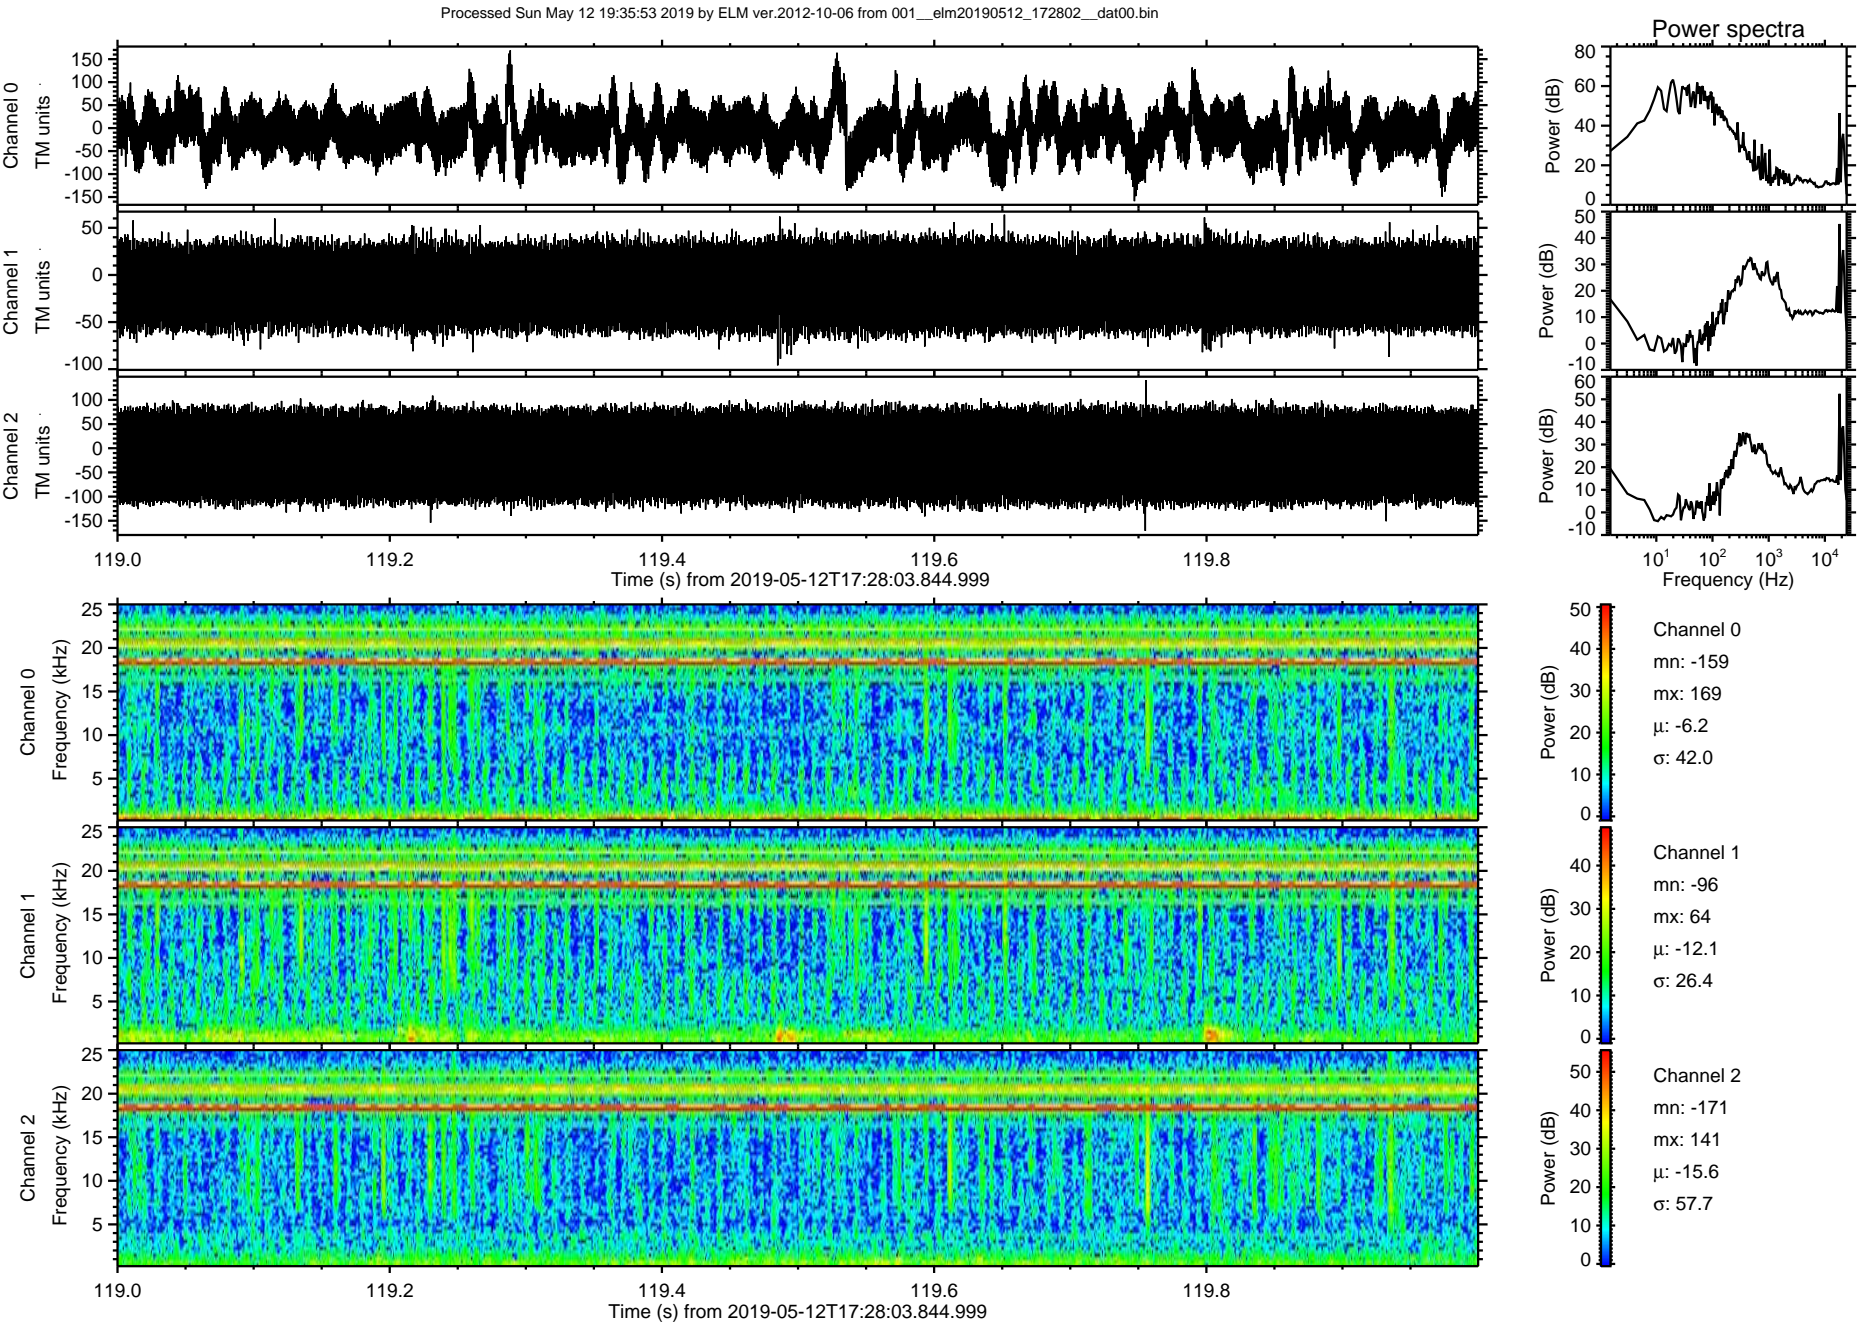 Processed Sun May 12 19:35:53 2019 by ELM ver.2012-10-06 from 001__elm20190512_172802__dat00.bin
Power spectra
Channel 0
TM units
150
100
50
0
-50
-100
-150
Power (dB)
80
60
40
20
0
Channel 1
TM units
50
0
-50
-100
Power (dB)
50
40
30
20
10
0
-10
Channel 2
TM units
100
50
0
-50
-100
-150
Power (dB)
60
50
40
30
20
10
0
-10
119.0 119.2 119.4 119.6 119.8
Time (s) from 2019-05-12T17:28:03.844.999
10^1 10^2 10^3 10^4
Frequency (Hz)
Channel 0
Frequency (kHz)
25
20
15
10
5
Power (dB)
50
40
30
20
10
0
Channel 0
mn: -159
mx: 169
μ: -6.2
σ: 42.0
Channel 1
Frequency (kHz)
25
20
15
10
5
Power (dB)
40
30
20
10
0
Channel 1
mn: -96
mx: 64
μ: -12.1
σ: 26.4
Channel 2
Frequency (kHz)
25
20
15
10
5
Power (dB)
50
40
30
20
10
0
Channel 2
mn: -171
mx: 141
μ: -15.6
σ: 57.7
119.0 119.2 119.4 119.6 119.8
Time (s) from 2019-05-12T17:28:03.844.999